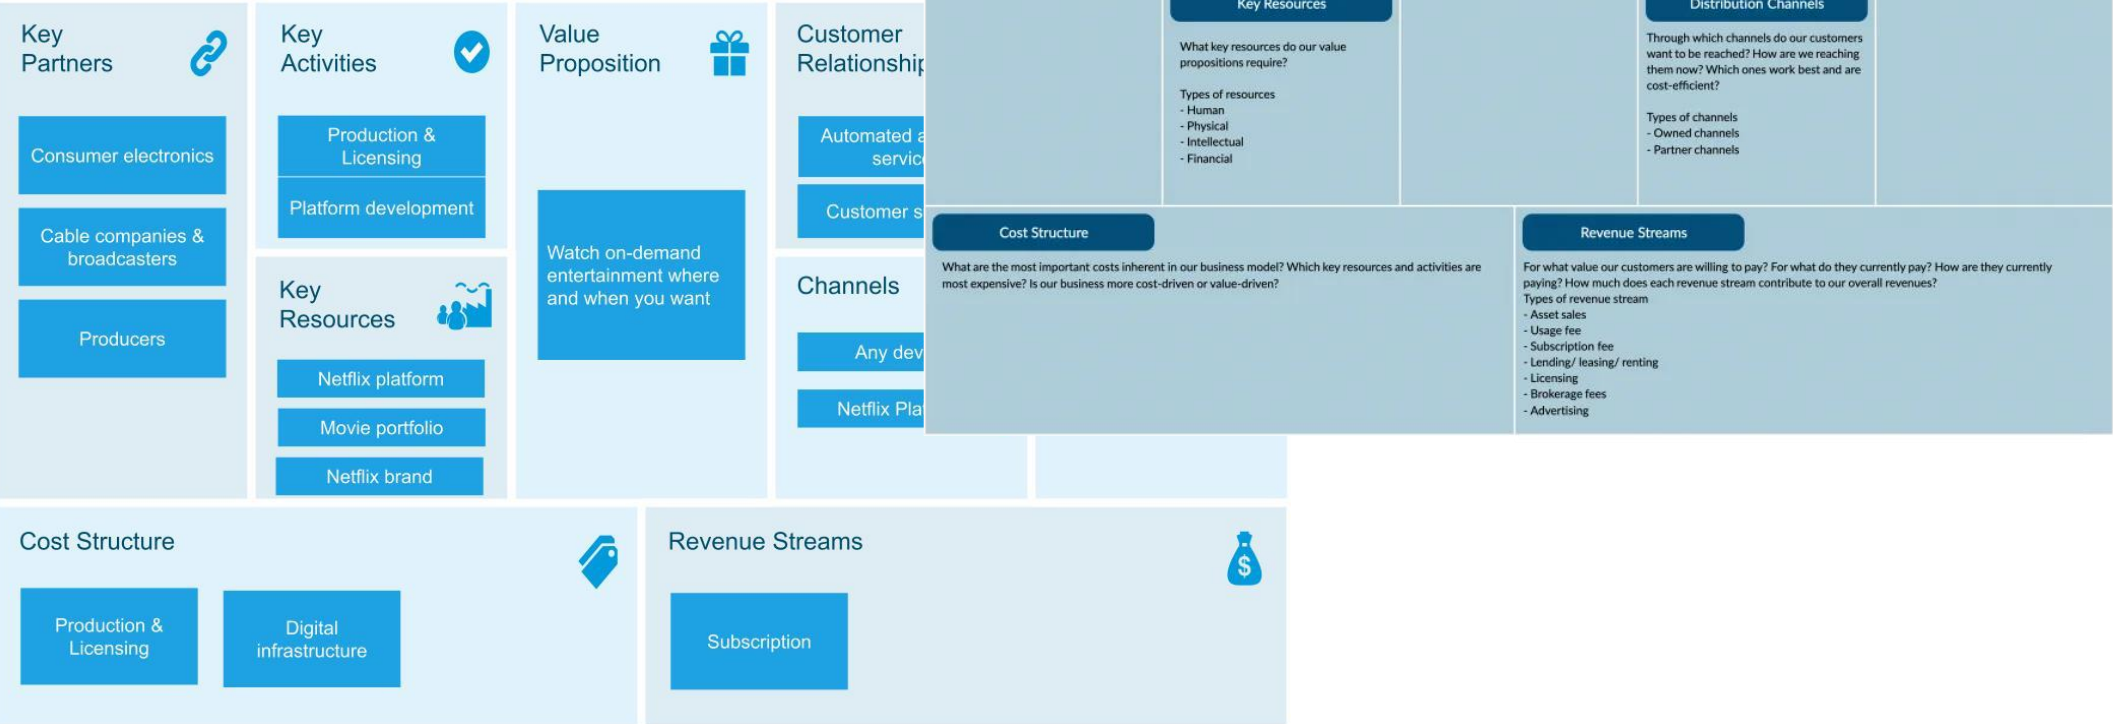 Key
Partners
Consumer electronics
Cable companies &
broadcasters
Producers
Key
Activities
Production &
Licensing
Platform development
Key
Resources
Netflix platform
Movie portfolio
Netflix brand
Value
Proposition
Watch on-demand
entertainment where
and when you want
Customer
Automated
Customer
Channels
Any
Netflix
Cost Structure
Production &
Licensing
Digital
infrastructure
Revenue Streams
Subscription
Key Resources
What key resources do our value
propositions require?
Types of resources
- Human
- Physical
- Intellectual
- Financial
Distribution Channels
Through which channels do our customers
want to be reached? How are we reaching
them now? Which ones work best and are
cost-efficient?
Types of channels
- Owned channels
- Partner channels
Cost Structure
What are the most important costs inherent in our business model? Which key resources and activities are
most expensive? Is our business more cost-driven or value-driven?
Revenue Streams
For what value our customers are willing to pay? For what do they currently pay? How are they currently
paying? How much does each revenue stream contribute to our overall revenues?
Types of revenue stream
- Asset sales
- Usage fee
- Subscription fee
- Lending/ leasing/ renting
- Licensing
- Brokerage fees
- Advertising